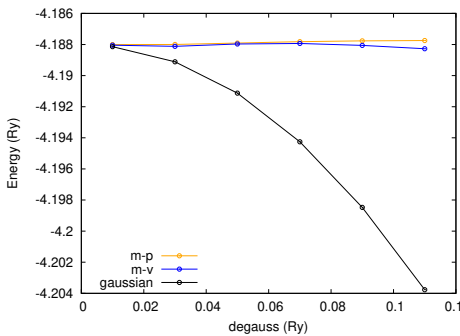 -4.186
-4.188
-4.19
-4.192
-4.194
-4.196
-4.198
-4.2
-4.202
-4.204
Energy (Ry)
m-p
m-v
gaussian
0 0.02 0.04 0.06 0.08 0.1 0.12
degauss (Ry)